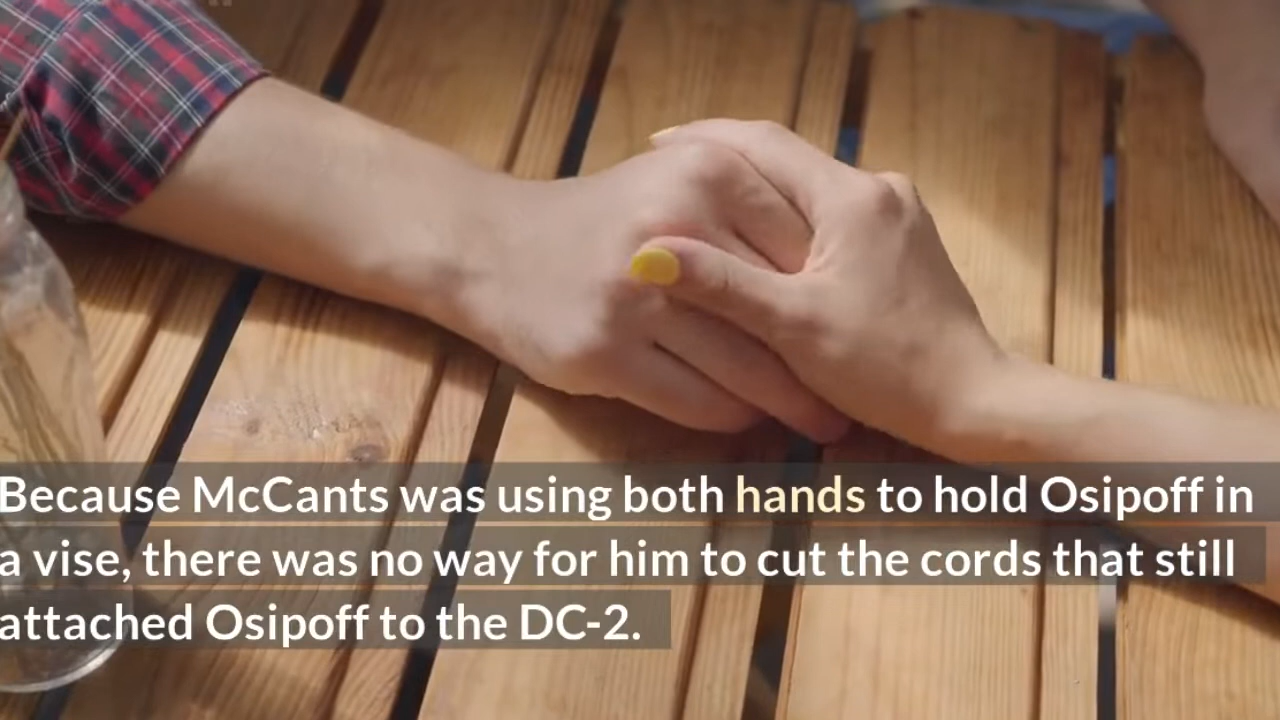 Because McCants was using both hands to hold Osipoff in
a vise, there was no way for him to cut the cords that still
attached Osipoff to the DC-2.